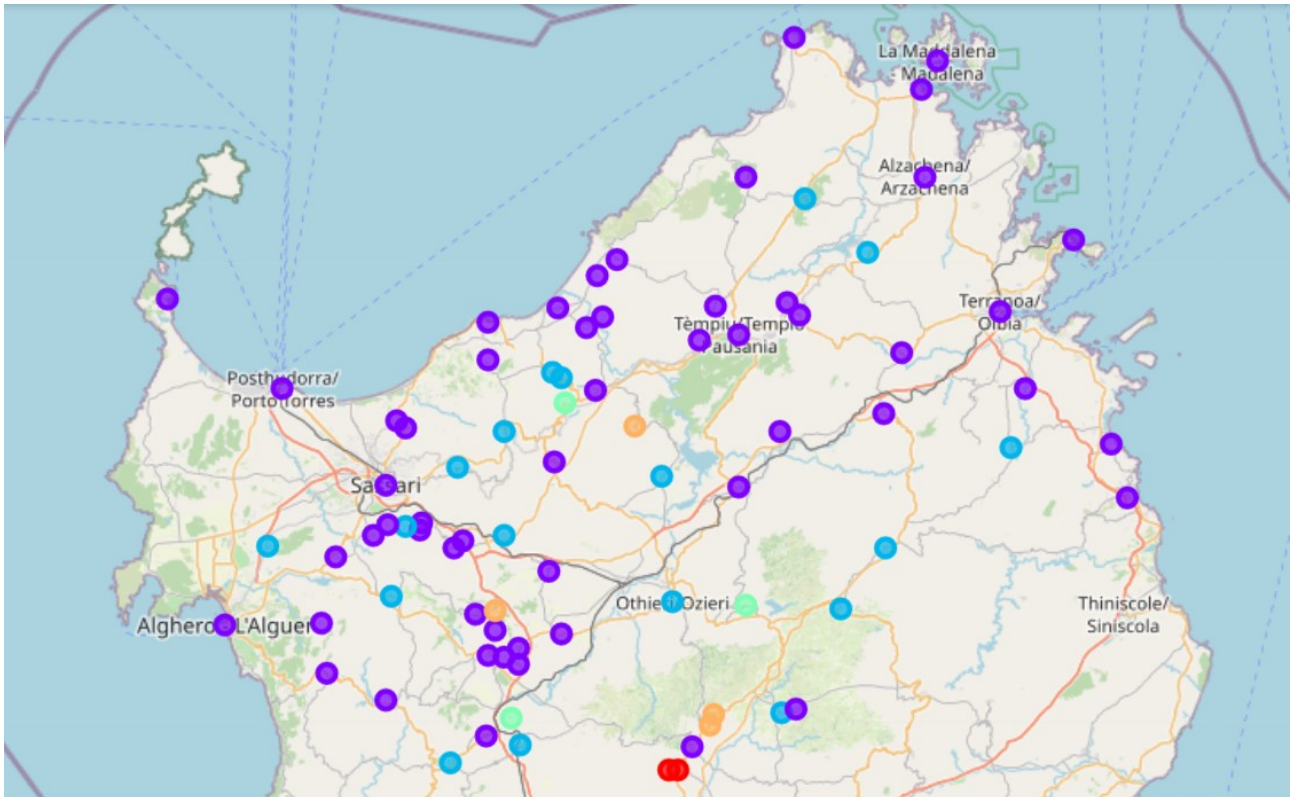 La Maddalena
- Madalena
Alzachena/
Arzachena
Terranoa/
Olbia
Tèmpiu/Tempio
Pausania
Posthudorra/
Porto Torres
Sassari
Othieri/Ozieri
Thiniscole/
Siniscola
Alghero - L'Alguer